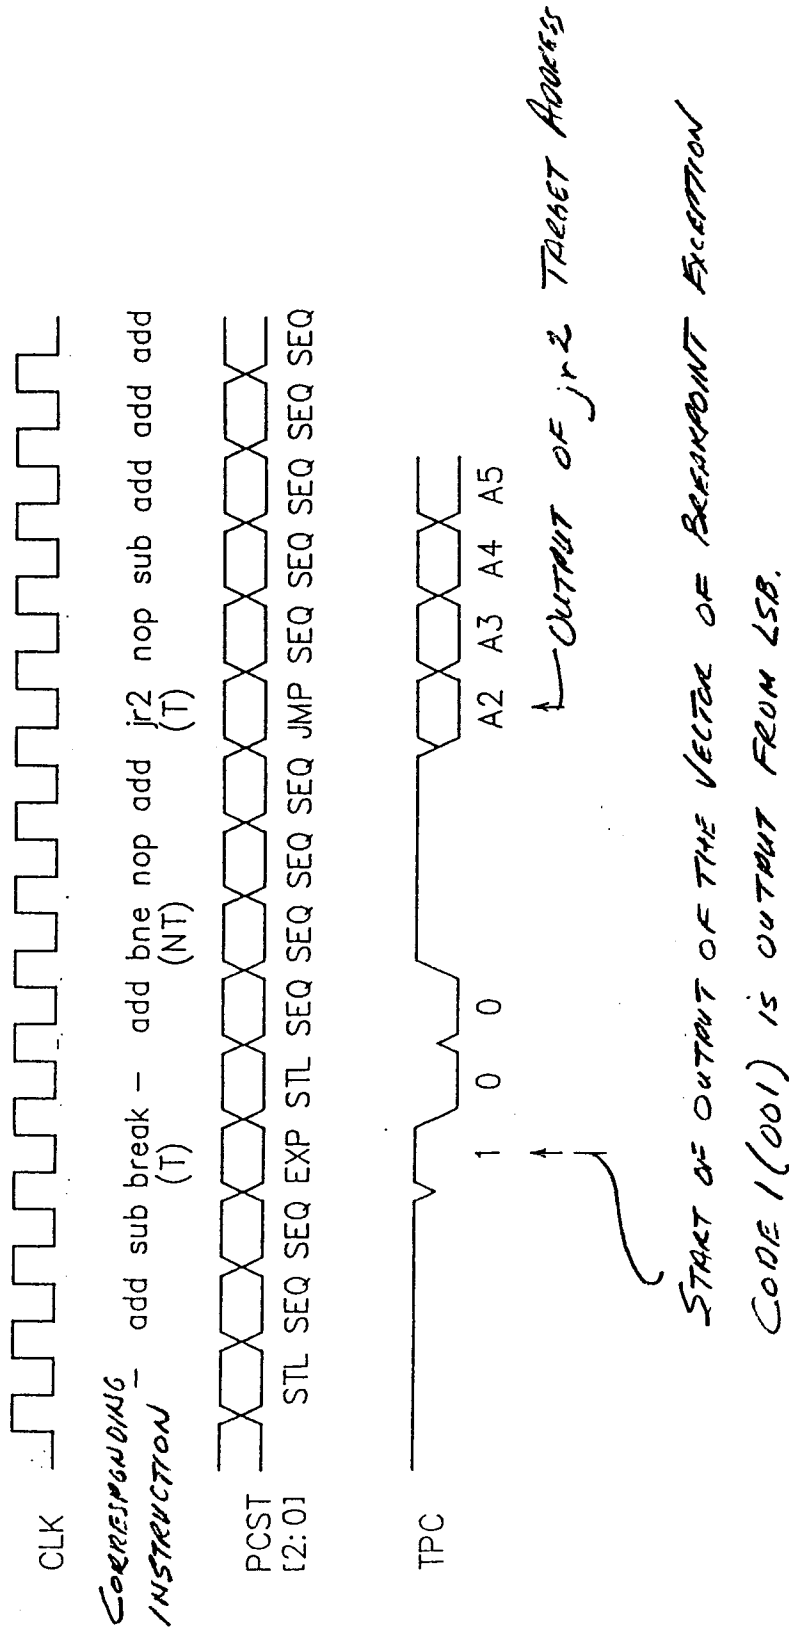 CLK
CORRESPONDING
INSTRUCTION
– add sub break – add bne nop add jr2 nop sub add add add
(T) (NT) (T)
PCST
[2:0]
STL SEQ SEQ EXP STL SEQ SEQ SEQ SEQ JMP SEQ SEQ SEQ SEQ SEQ
TPC
1 0 0 A2 A3 A4 A5
OUTPUT OF jr2 TARGET ADDRESS
START OF OUTPUT OF THE VECTOR OF BREAKPOINT EXCEPTION
CODE 1(001) is OUTPUT FROM LSB.